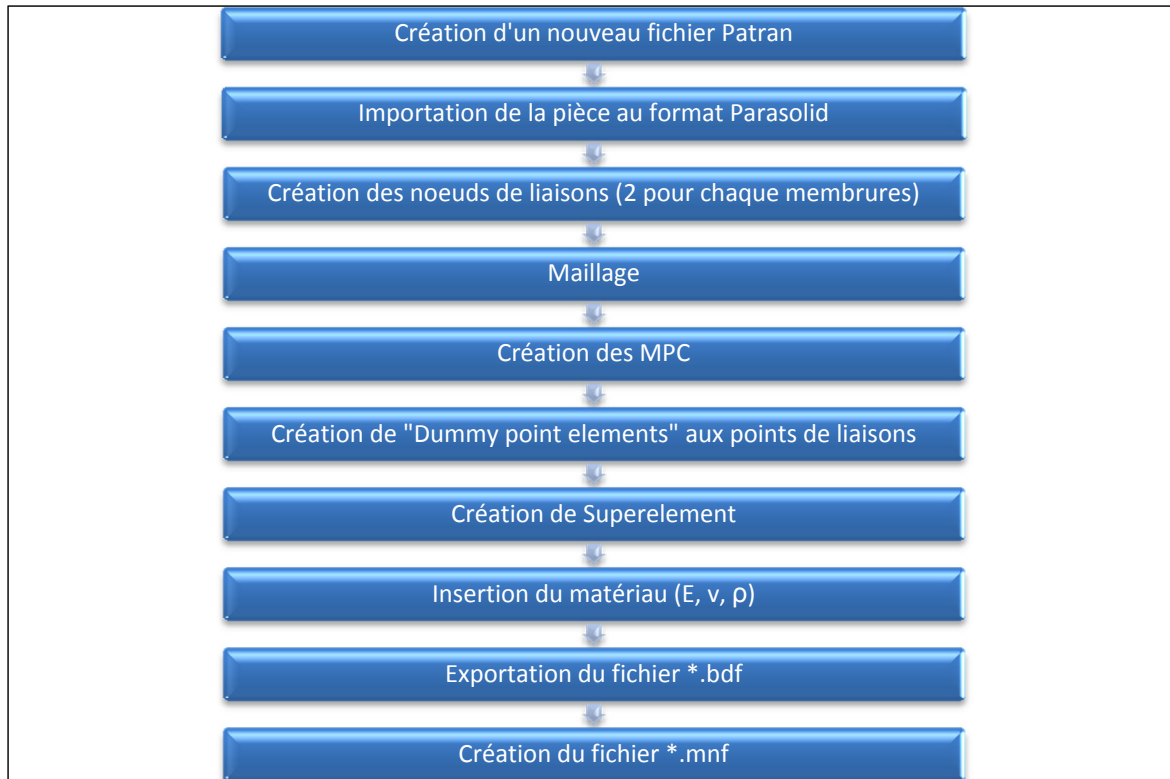 Création d'un nouveau fichier Patran
Importation de la pièce au format Parasolid
Création des noeuds de liaisons (2 pour chaque membrures)
Maillage
Création des MPC
Création de "Dummy point elements" aux points de liaisons
Création de Superelement
Insertion du matériau (E, ν, ρ)
Exportation du fichier *.bdf
Création du fichier *.mnf